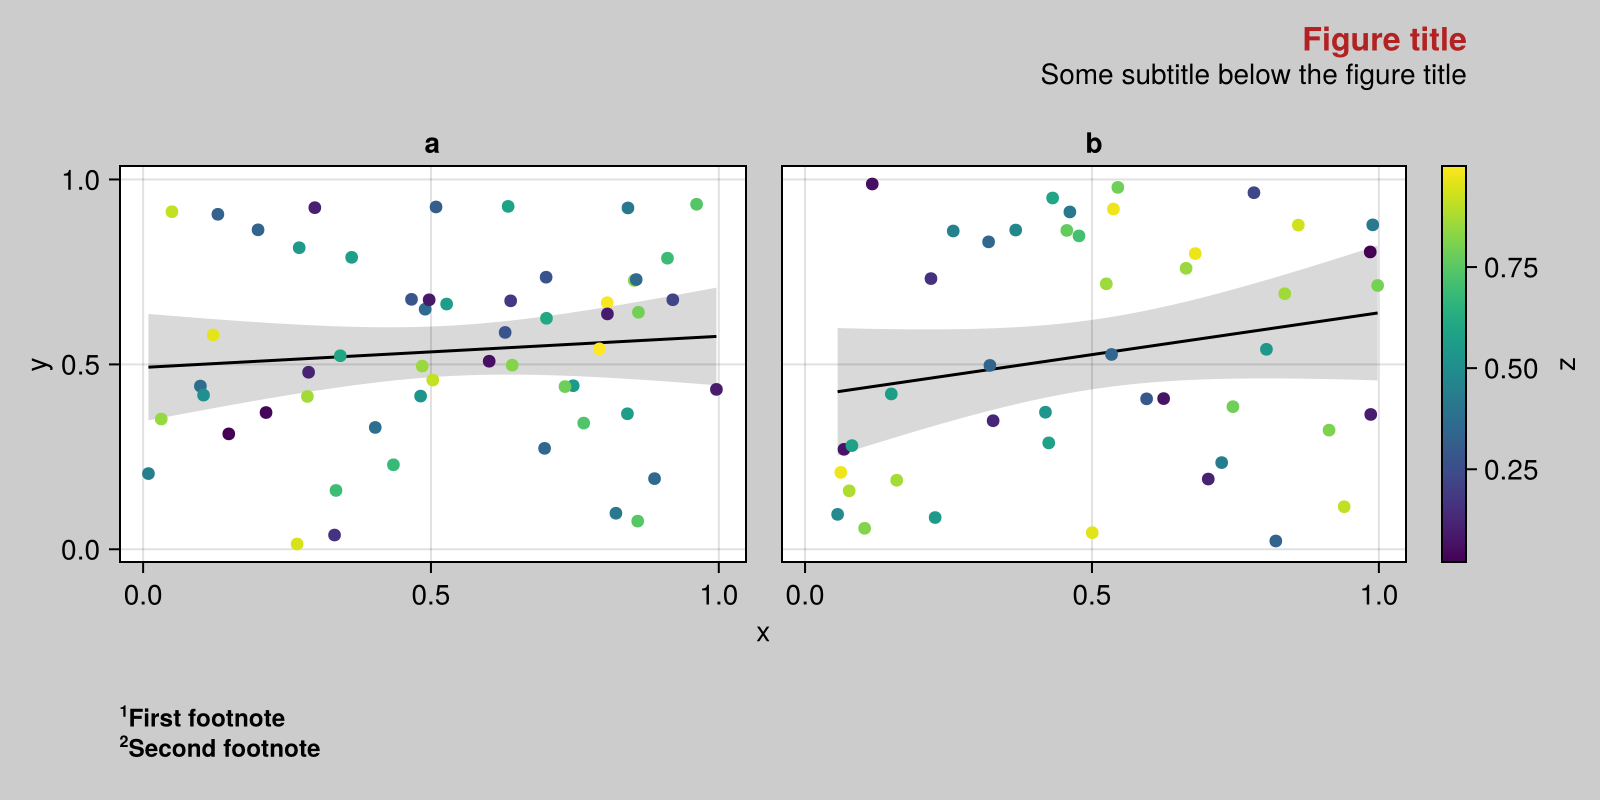 Figure title
Some subtitle below the figure title
a
b
y
1.0
0.5
0.0
0.0 0.5 1.0
0.0 0.5 1.0
x
0.75
0.50
0.25
z
¹First footnote
²Second footnote